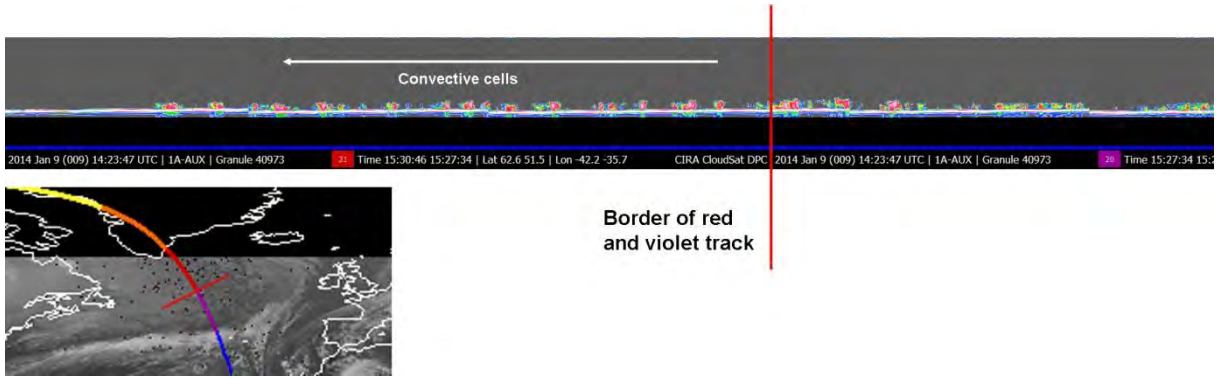 Convective cells
2014 Jan 9 (009) 14:23:47 UTC | 1A-AUX | Granule 40973 21 Time 15:30:46 15:27:34 | Lat 62.6 51.5 | Lon -42.2 -35.7 CIRA CloudSat DPC 2014 Jan 9 (009) 14:23:47 UTC | 1A-AUX | Granule 40973 20 Time 15:27:34 15:2
Border of red
and violet track